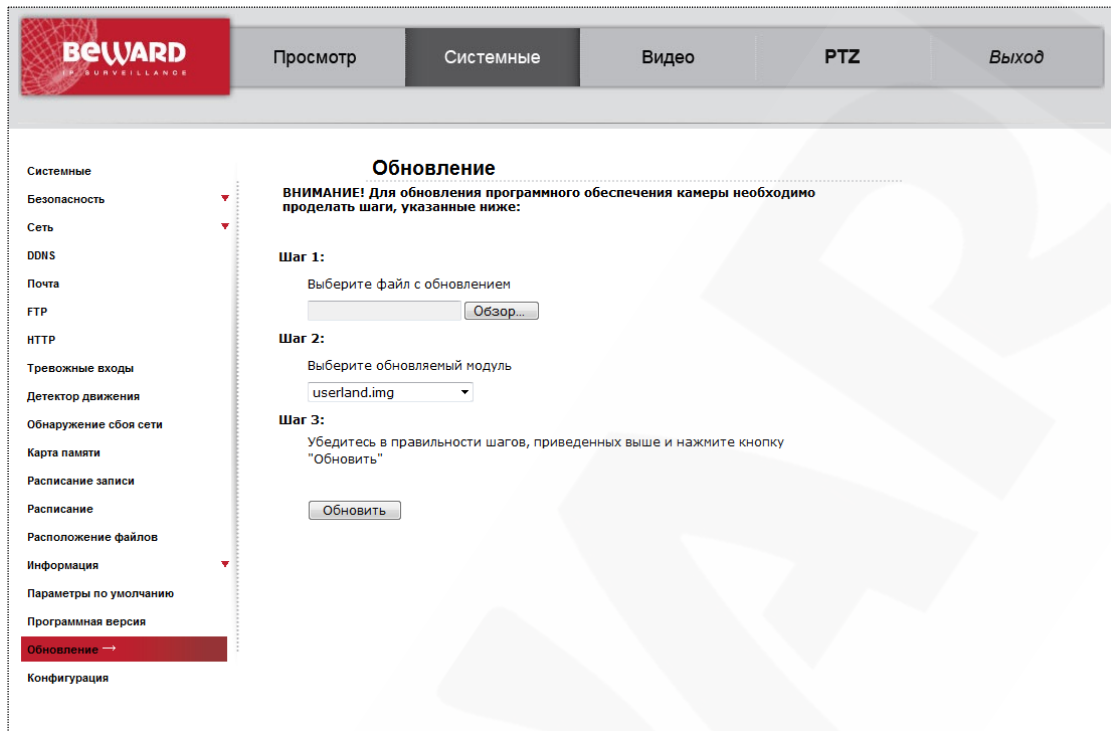 BEWARD
IP SURVEILLANCE
Просмотр
Системные
Видео
PTZ
Выход
Системные
Безопасность
Сеть
DDNS
Почта
FTP
HTTP
Тревожные входы
Детектор движения
Обнаружение сбоя сети
Карта памяти
Расписание записи
Расписание
Расположение файлов
Информация
Параметры по умолчанию
Программная версия
Обновление →
Конфигурация
Обновление
ВНИМАНИЕ! Для обновления программного обеспечения камеры необходимо
проделать шаги, указанные ниже:
Шаг 1:
Выберите файл с обновлением
Обзор...
Шаг 2:
Выберите обновляемый модуль
userland.img
Шаг 3:
Убедитесь в правильности шагов, приведенных выше и нажмите кнопку
"Обновить"
Обновить